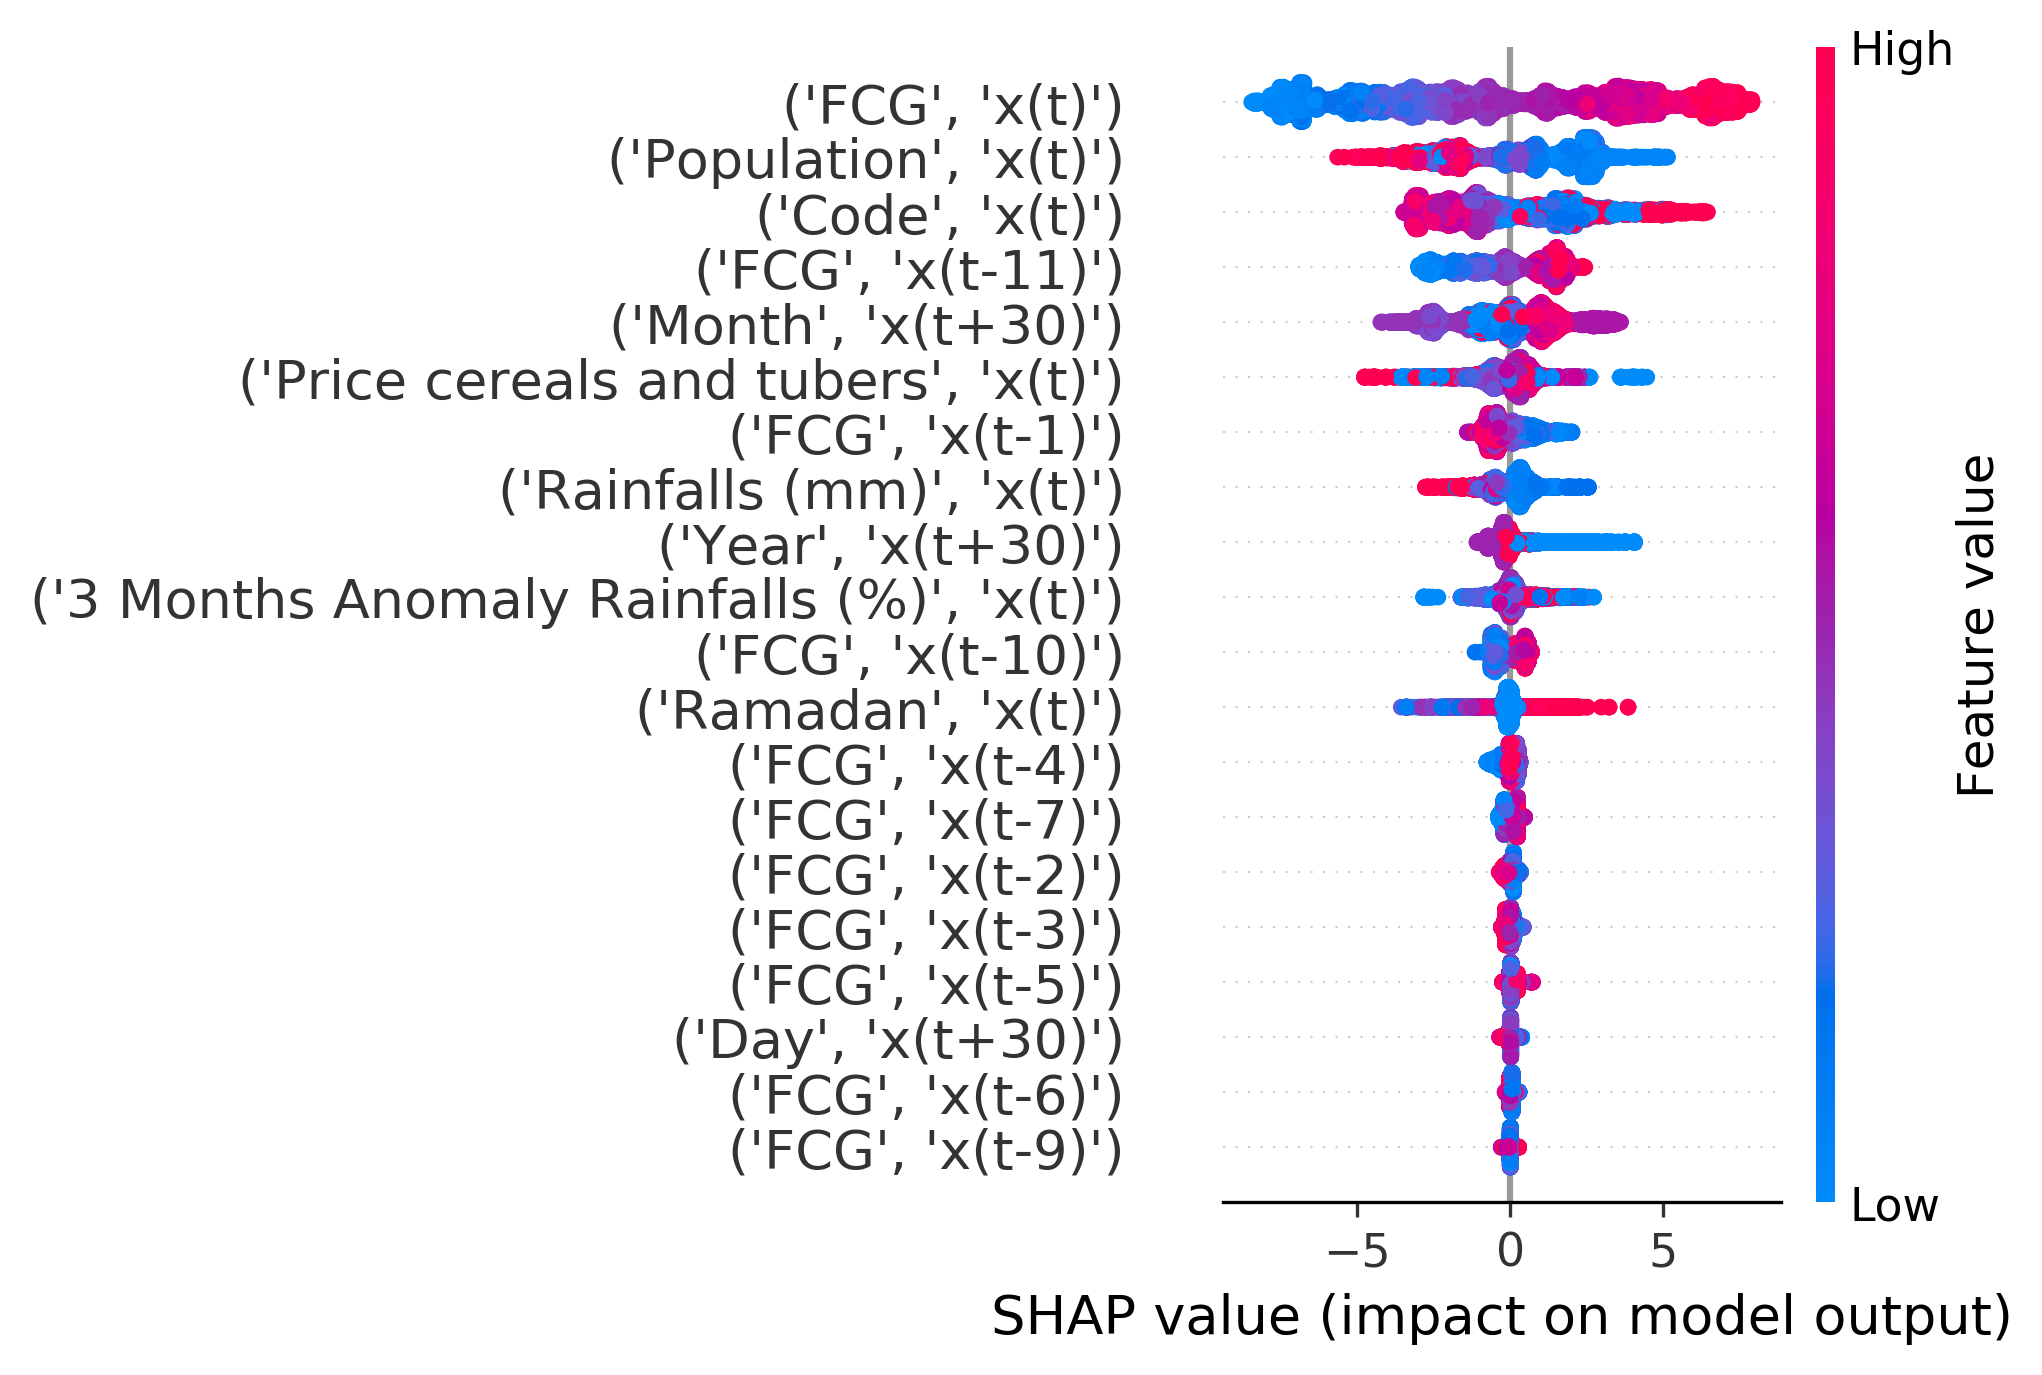 High
('FCG', 'x(t)')
('Population', 'x(t)')
('Code', 'x(t)')
('FCG', 'x(t-11)')
('Month', 'x(t+30)')
('Price cereals and tubers', 'x(t)')
('FCG', 'x(t-1)')
('Rainfalls (mm)', 'x(t)')
('Year', 'x(t+30)')
('3 Months Anomaly Rainfalls (%)', 'x(t)')
('FCG', 'x(t-10)')
('Ramadan', 'x(t)')
('FCG', 'x(t-4)')
('FCG', 'x(t-7)')
('FCG', 'x(t-2)')
('FCG', 'x(t-3)')
('FCG', 'x(t-5)')
('Day', 'x(t+30)')
('FCG', 'x(t-6)')
('FCG', 'x(t-9)')
Feature value
Low
−5 0 5
SHAP value (impact on model output)